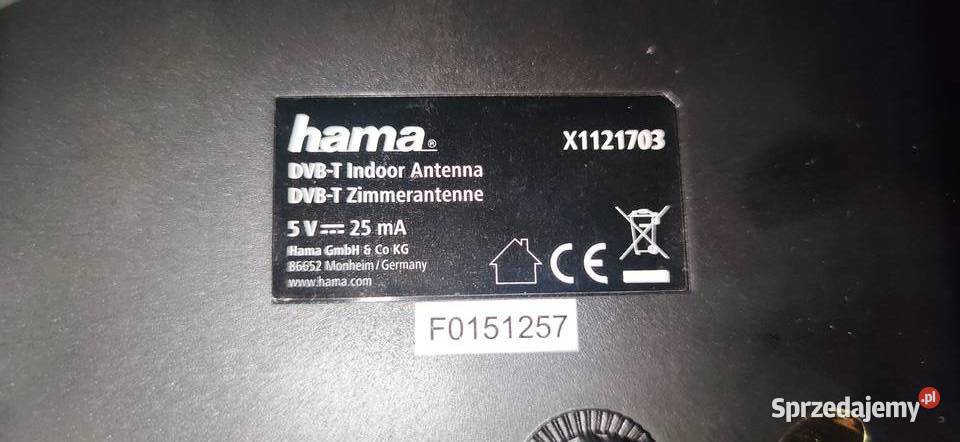 hama®
X1121703
DVB-T Indoor Antenna
DVB-T Zimmerantenne
5 V⎓ 25 mA
Hama GmbH & Co KG
86652 Monheim/Germany
www.hama.com
CE
F0151257
Sprzedajemy.pl